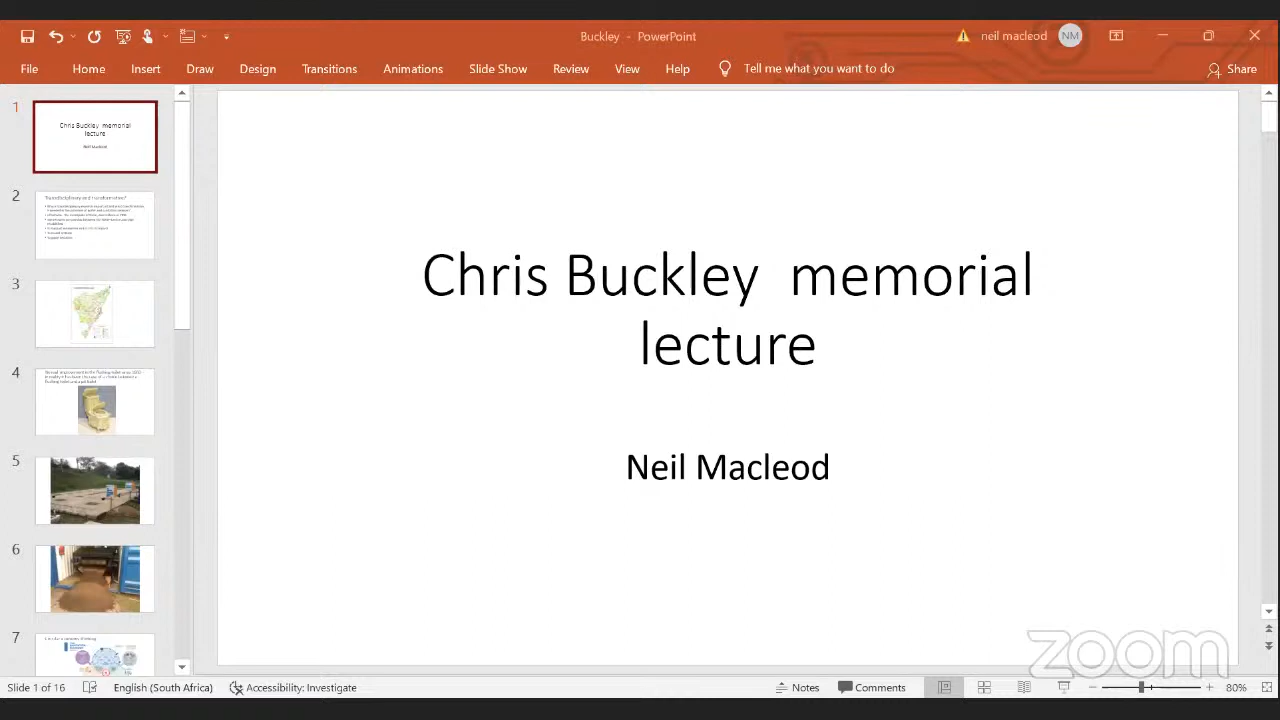 Buckley - PowerPoint
neil macleod
NM
File
Home
Insert
Draw
Design
Transitions
Animations
Slide Show
Review
View
Help
Tell me what you want to do
Share
1
Chris Buckley memorial
lecture
Neil Macleod
2
3
4
5
6
7
Chris Buckley  memorial
lecture
Neil Macleod
zoom
Slide 1 of 16
English (South Africa)
Accessibility: Investigate
Notes
Comments
80%